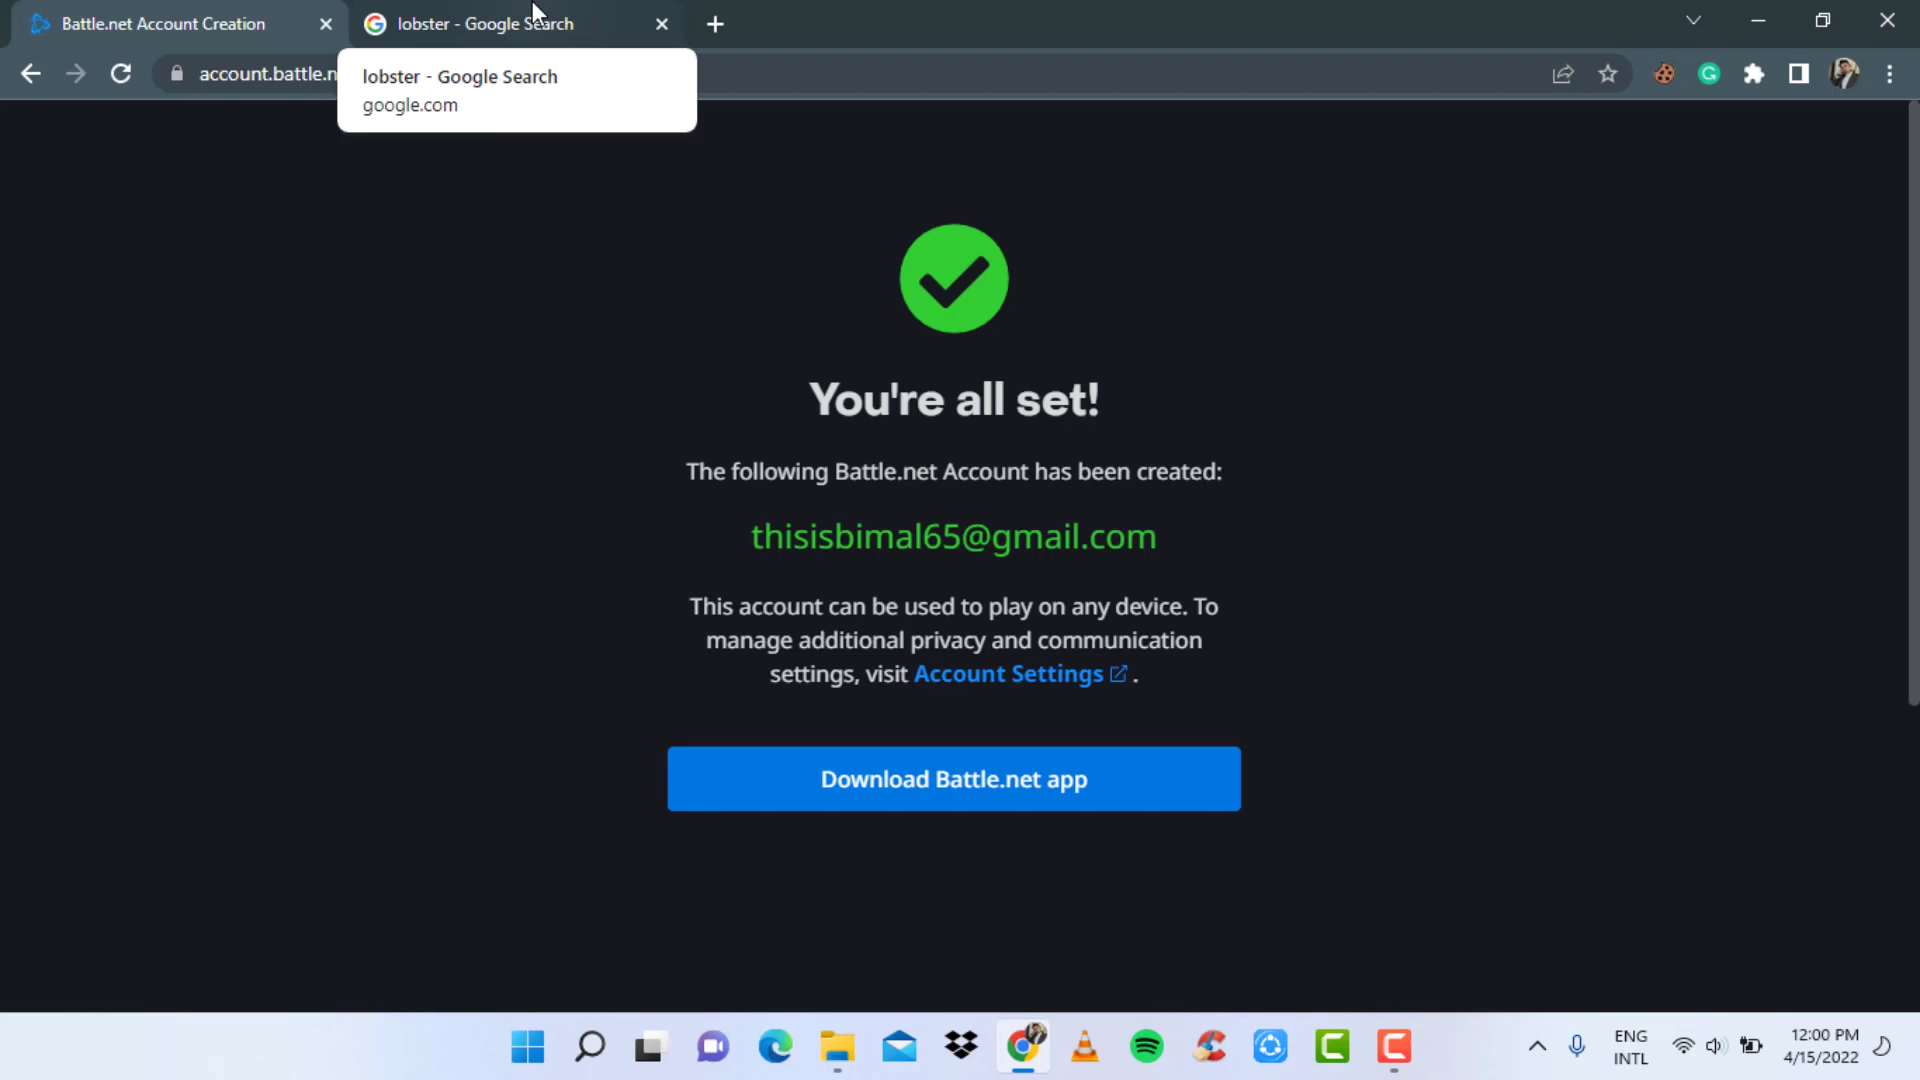 Battle.net Account Creation
lobster - Google Search
account.battle.n
lobster - Google Search
google.com
You're all set!
The following Battle.net Account has been created:
thisisbimal65@gmail.com
This account can be used to play on any device. To
manage additional privacy and communication
settings, visit Account Settings .
Download Battle.net app
ENG
INTL
12:00 PM
4/15/2022